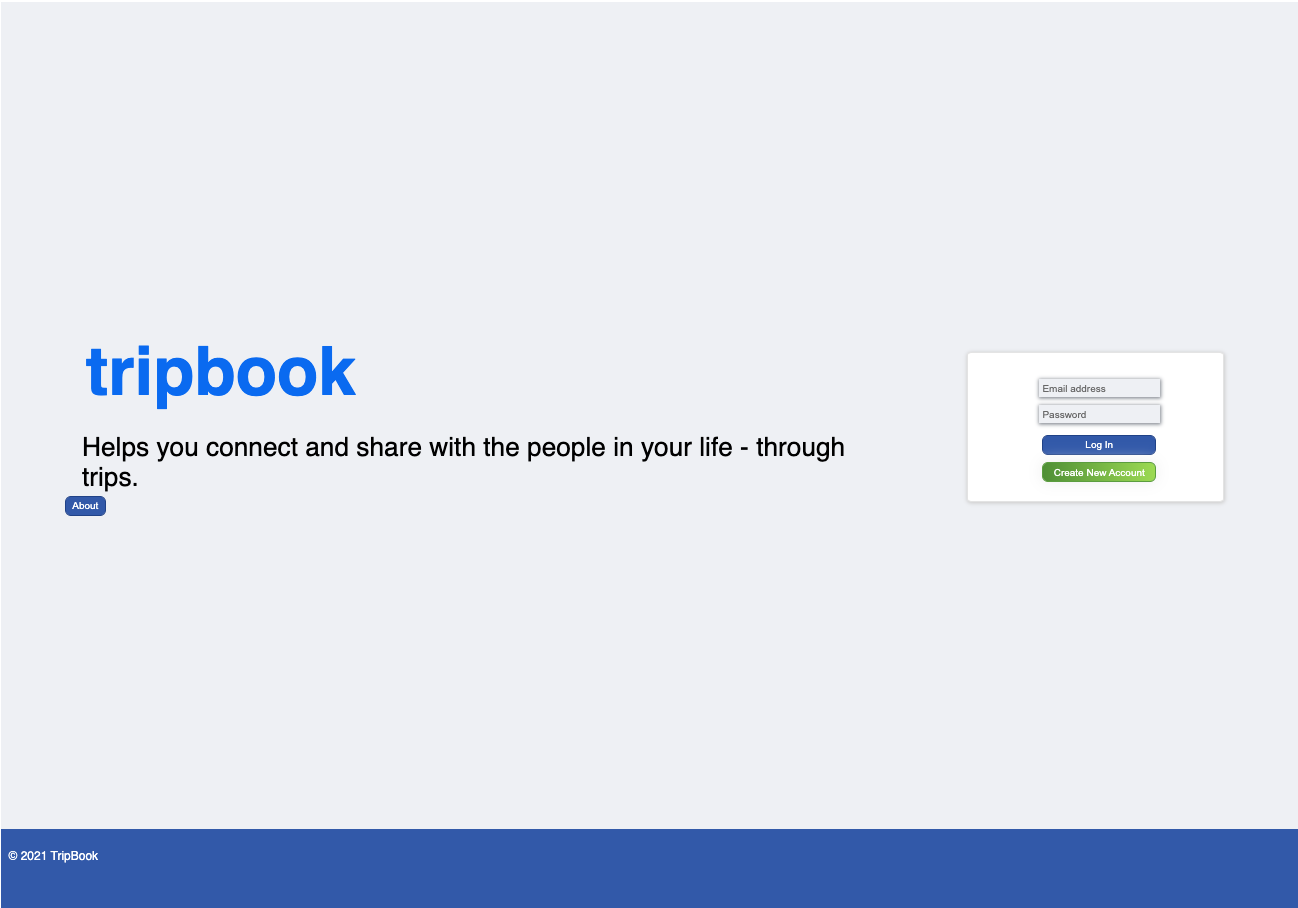 tripbook
Helps you connect and share with the people in your life - through
trips.
About
Email address
Password
Log In
Create New Account
© 2021 TripBook